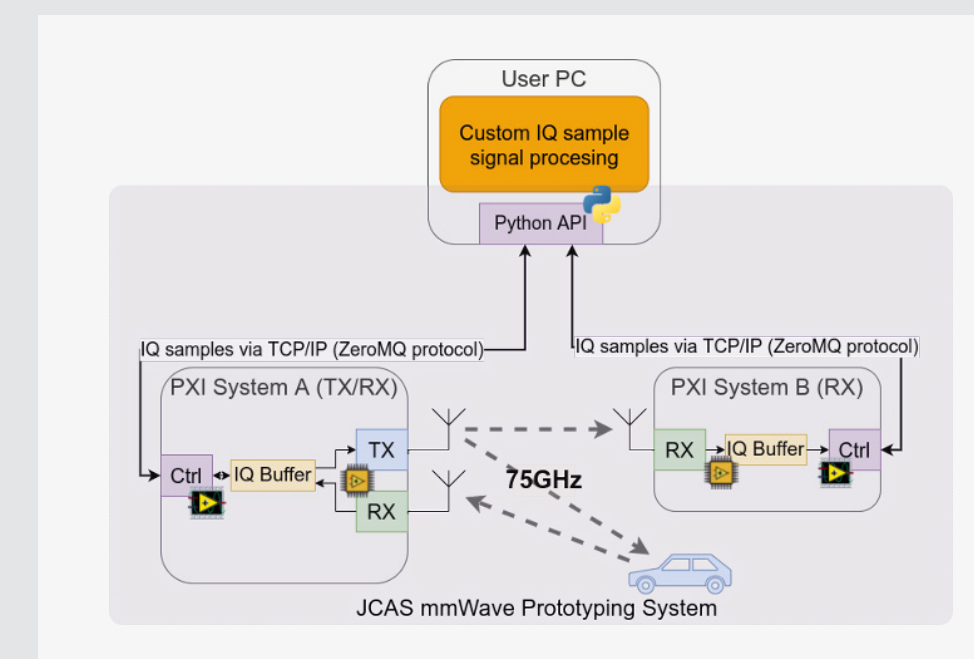 User PC
Custom IQ sample
signal procesing
Python API
IQ samples via TCP/IP (ZeroMQ protocol)
IQ samples via TCP/IP (ZeroMQ protocol)
PXI System A (TX/RX)
PXI System B (RX)
TX
Ctrl
IQ Buffer
RX
75GHz
RX
IQ Buffer
Ctrl
JCAS mmWave Prototyping System